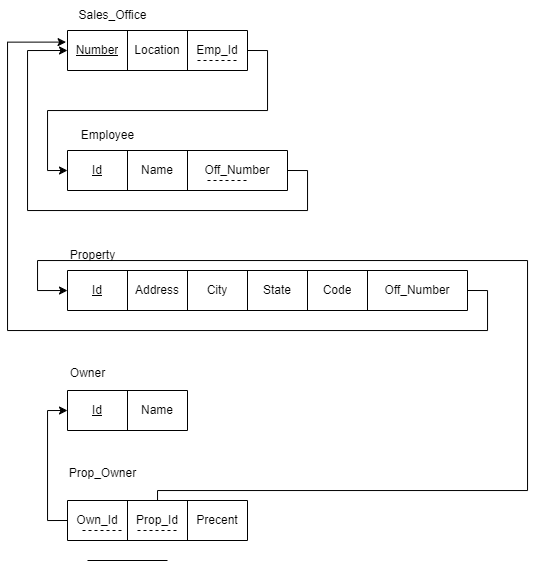 Sales_Office
Number Location Emp_Id
Employee
Id Name Off_Number
Property
Id Address City State Code Off_Number
Owner
Id Name
Prop_Owner
Own_Id Prop_Id Precent